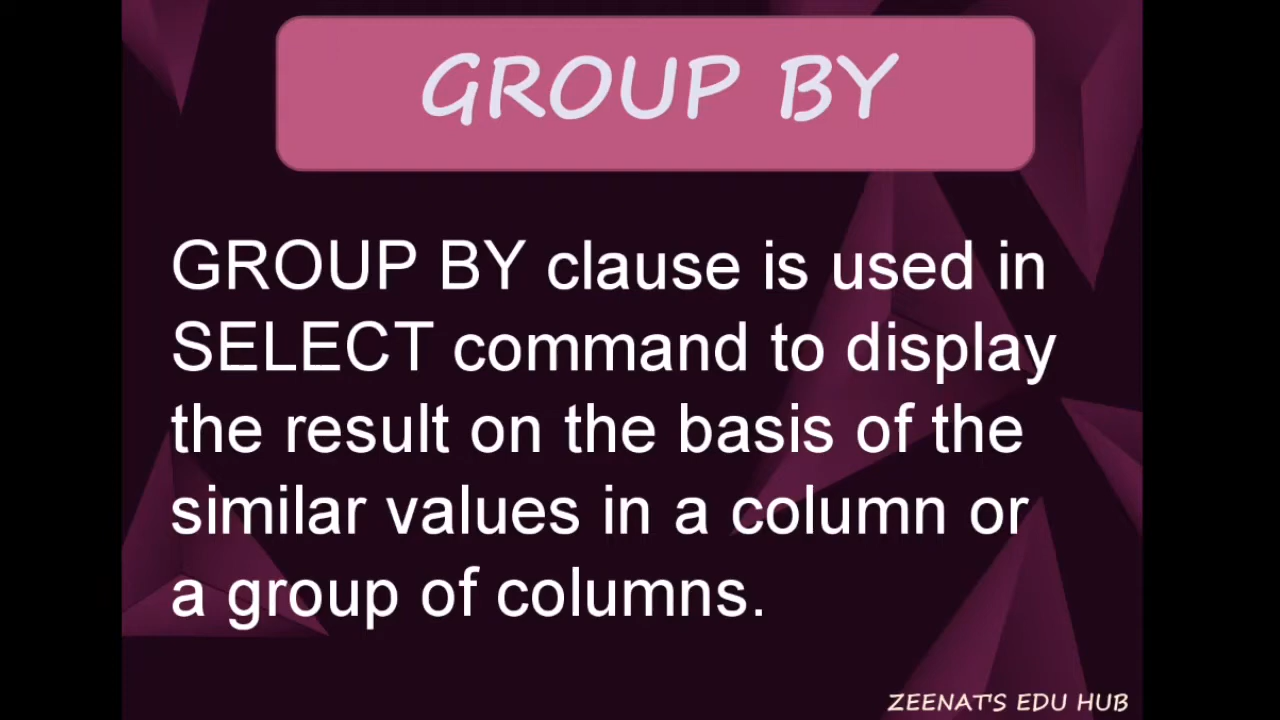 GROUP BY
GROUP BY clause is used in
SELECT command to display
the result on the basis of the
similar values in a column or
a group of columns.
ZEENAT'S EDU HUB